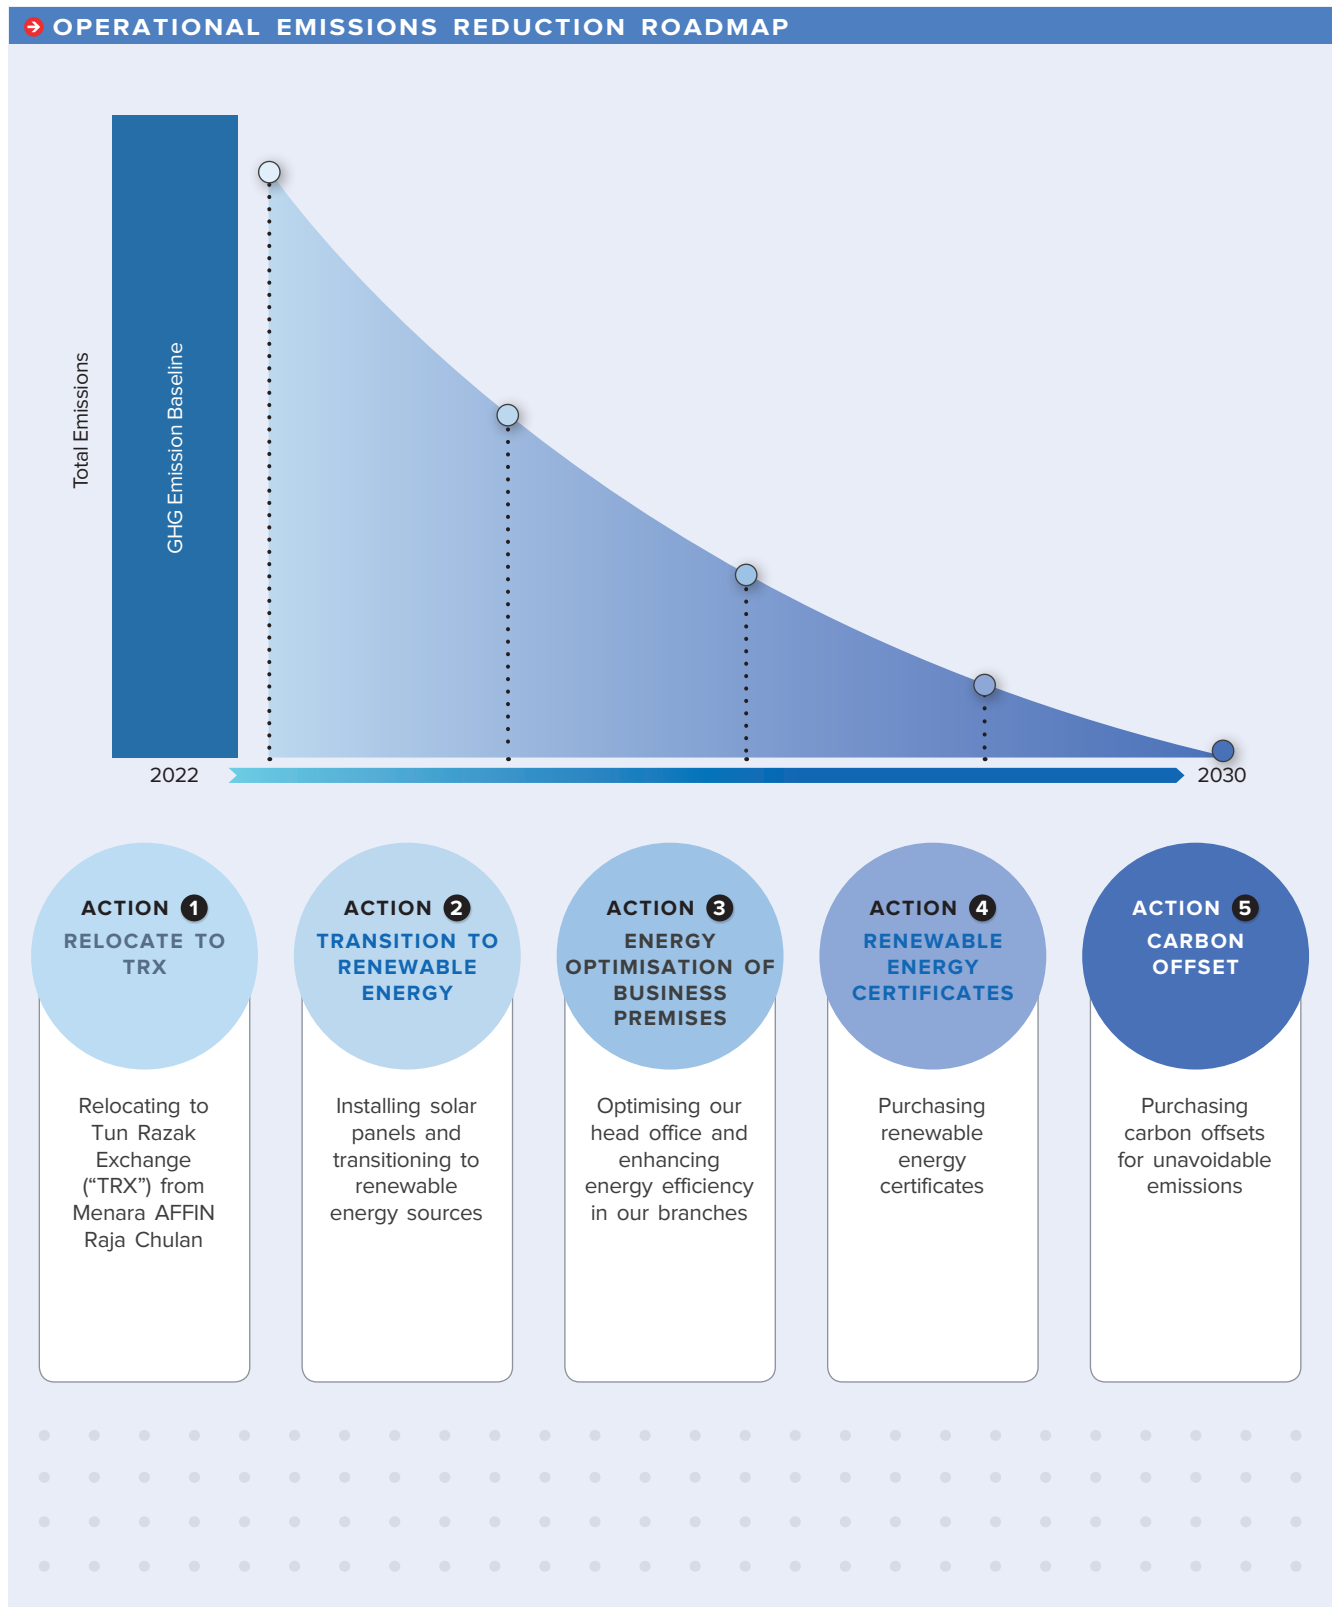 OPERATIONAL EMISSIONS REDUCTION ROADMAP
Total Emissions
GHG Emission Baseline
2022
2030
ACTION 1
RELOCATE TO
TRX
Relocating to
Tun Razak
Exchange
(“TRX”) from
Menara AFFIN
Raja Chulan
ACTION 2
TRANSITION TO
RENEWABLE
ENERGY
Installing solar
panels and
transitioning to
renewable
energy sources
ACTION 3
ENERGY
OPTIMISATION OF
BUSINESS
PREMISES
Optimising our
head office and
enhancing
energy efficiency
in our branches
ACTION 4
RENEWABLE
ENERGY
CERTIFICATES
Purchasing
renewable
energy
certificates
ACTION 5
CARBON
OFFSET
Purchasing
carbon offsets
for unavoidable
emissions